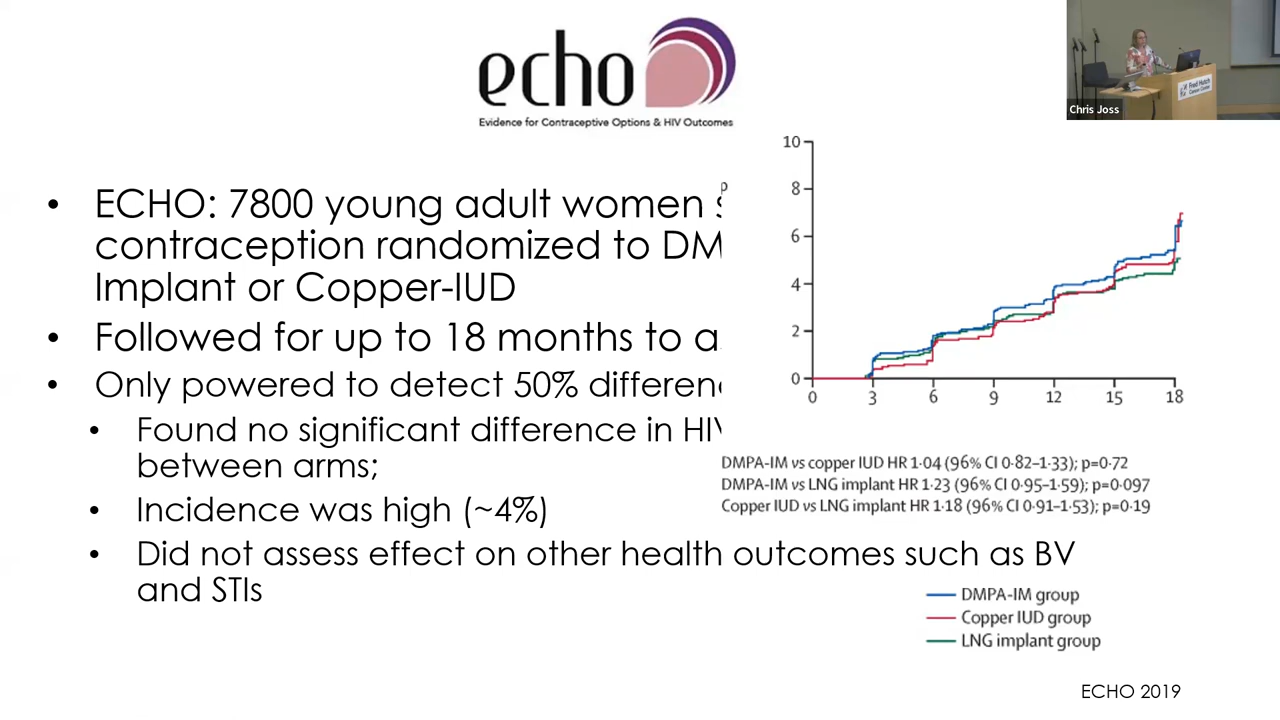 echo
Evidence for Contraceptive Options & HIV Outcomes
Chris Joss
Fred Hutch
Cancer Center
• ECHO: 7800 young adult women
contraception randomized to
Implant or Copper-IUD
• Followed for up to 18 months to
• Only powered to detect 50%
• Found no significant difference in
between arms;
• Incidence was high (~4%)
• Did not assess effect on other health outcomes such as BV
and STIs
10
8
6
4
2
0
0 3 6 9 12 15 18
DMPA-IM vs copper IUD HR 1·04 (96% CI 0·82–1·33); p=0·72
DMPA-IM vs LNG implant HR 1·23 (96% CI 0·95–1·59); p=0·097
Copper IUD vs LNG implant HR 1·18 (96% CI 0·91–1·53); p=0·19
DMPA-IM group
Copper IUD group
LNG implant group
ECHO 2019